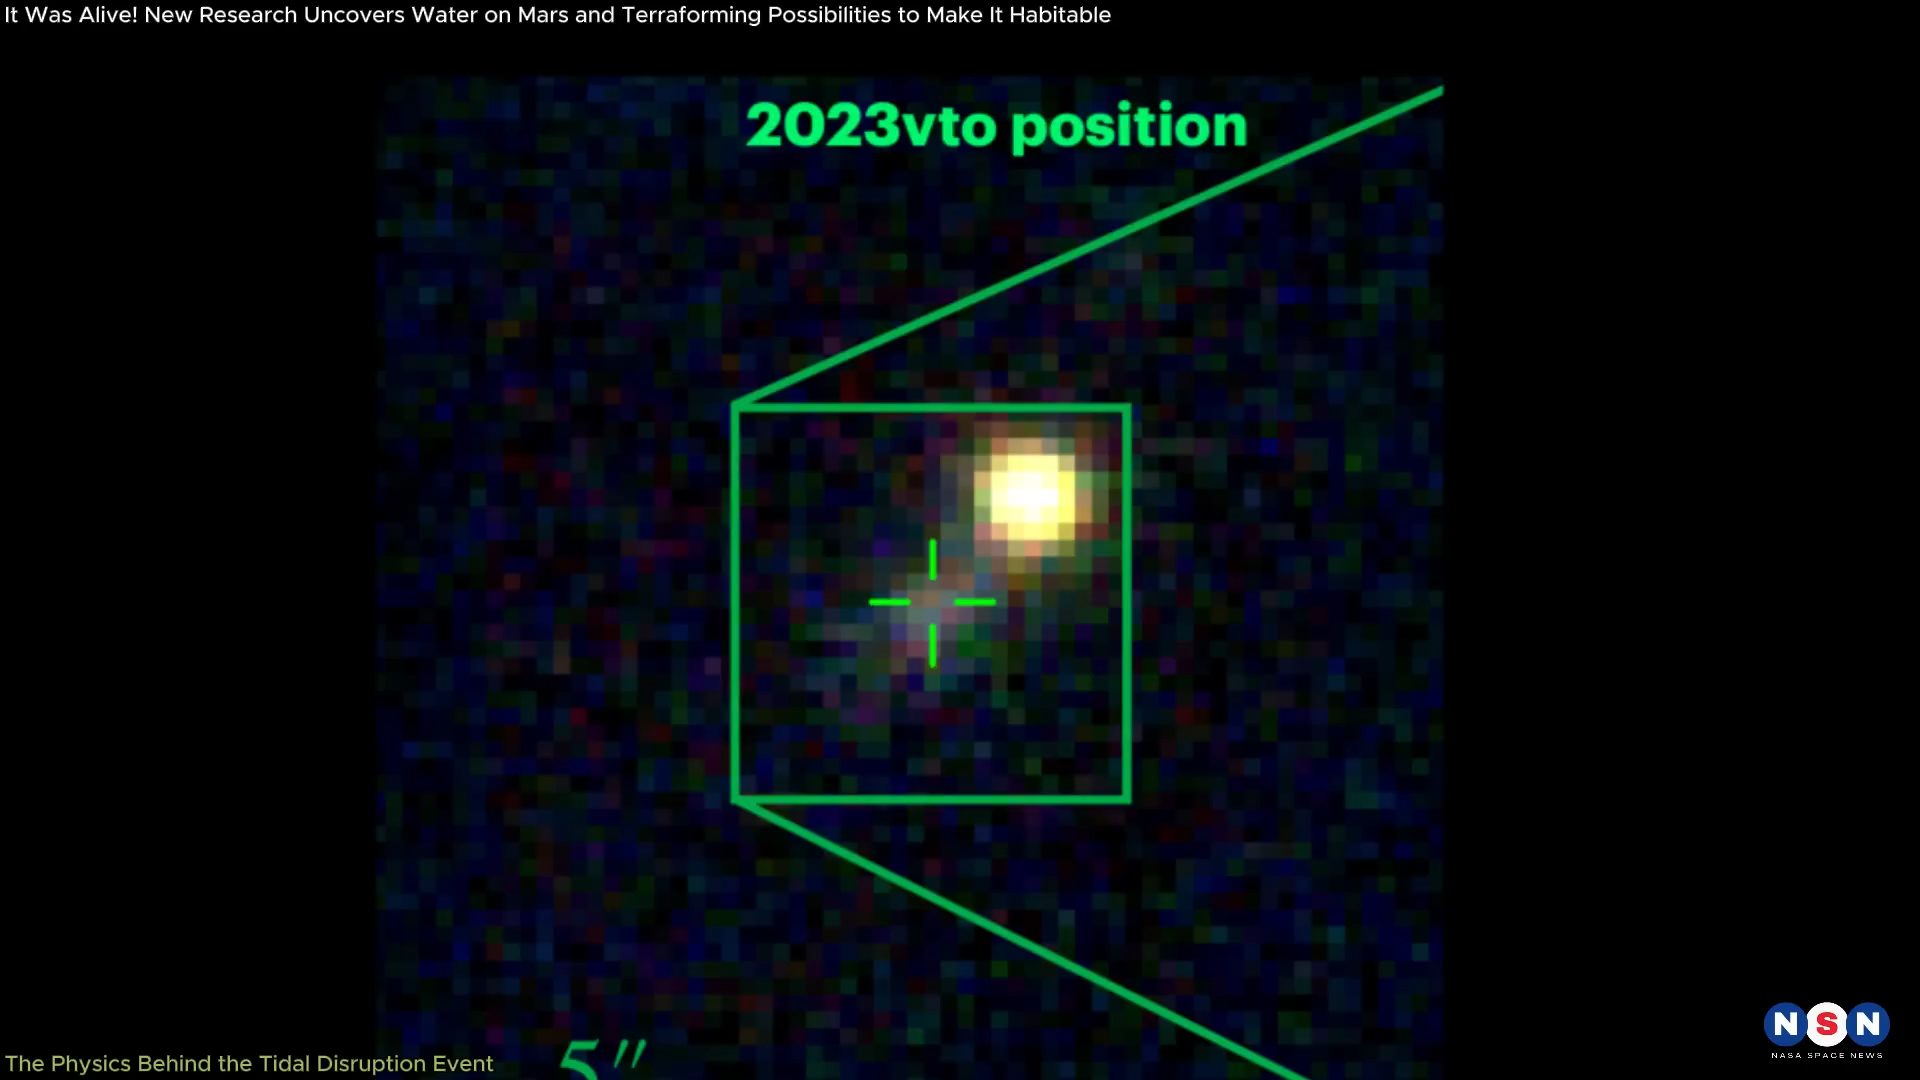 It Was Alive! New Research Uncovers Water on Mars and Terraforming Possibilities to Make It Habitable
2023vto position
5"
The Physics Behind the Tidal Disruption Event
NSN
NASA SPACE NEWS